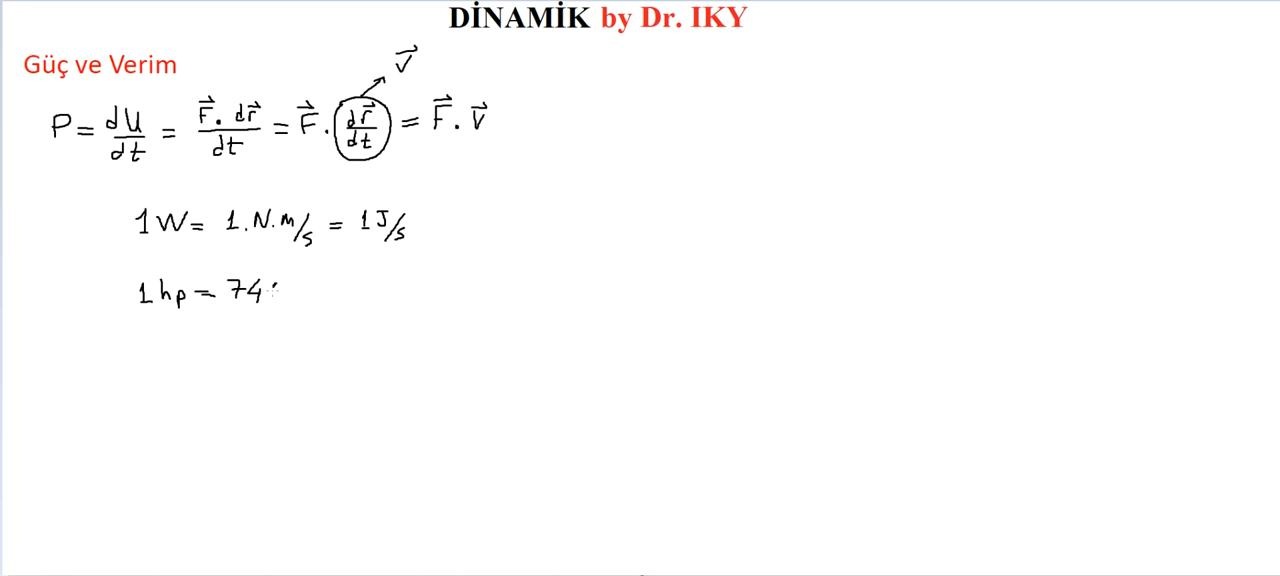 DİNAMİK by Dr. IKY
Güç ve Verim
v⃗
P = dU/dt = F⃗ . dr⃗/dt = F⃗ . (dr⃗/dt) = F⃗ . v⃗
1 W = 1 . N . m/s = 1 J/s
1 hp = 74